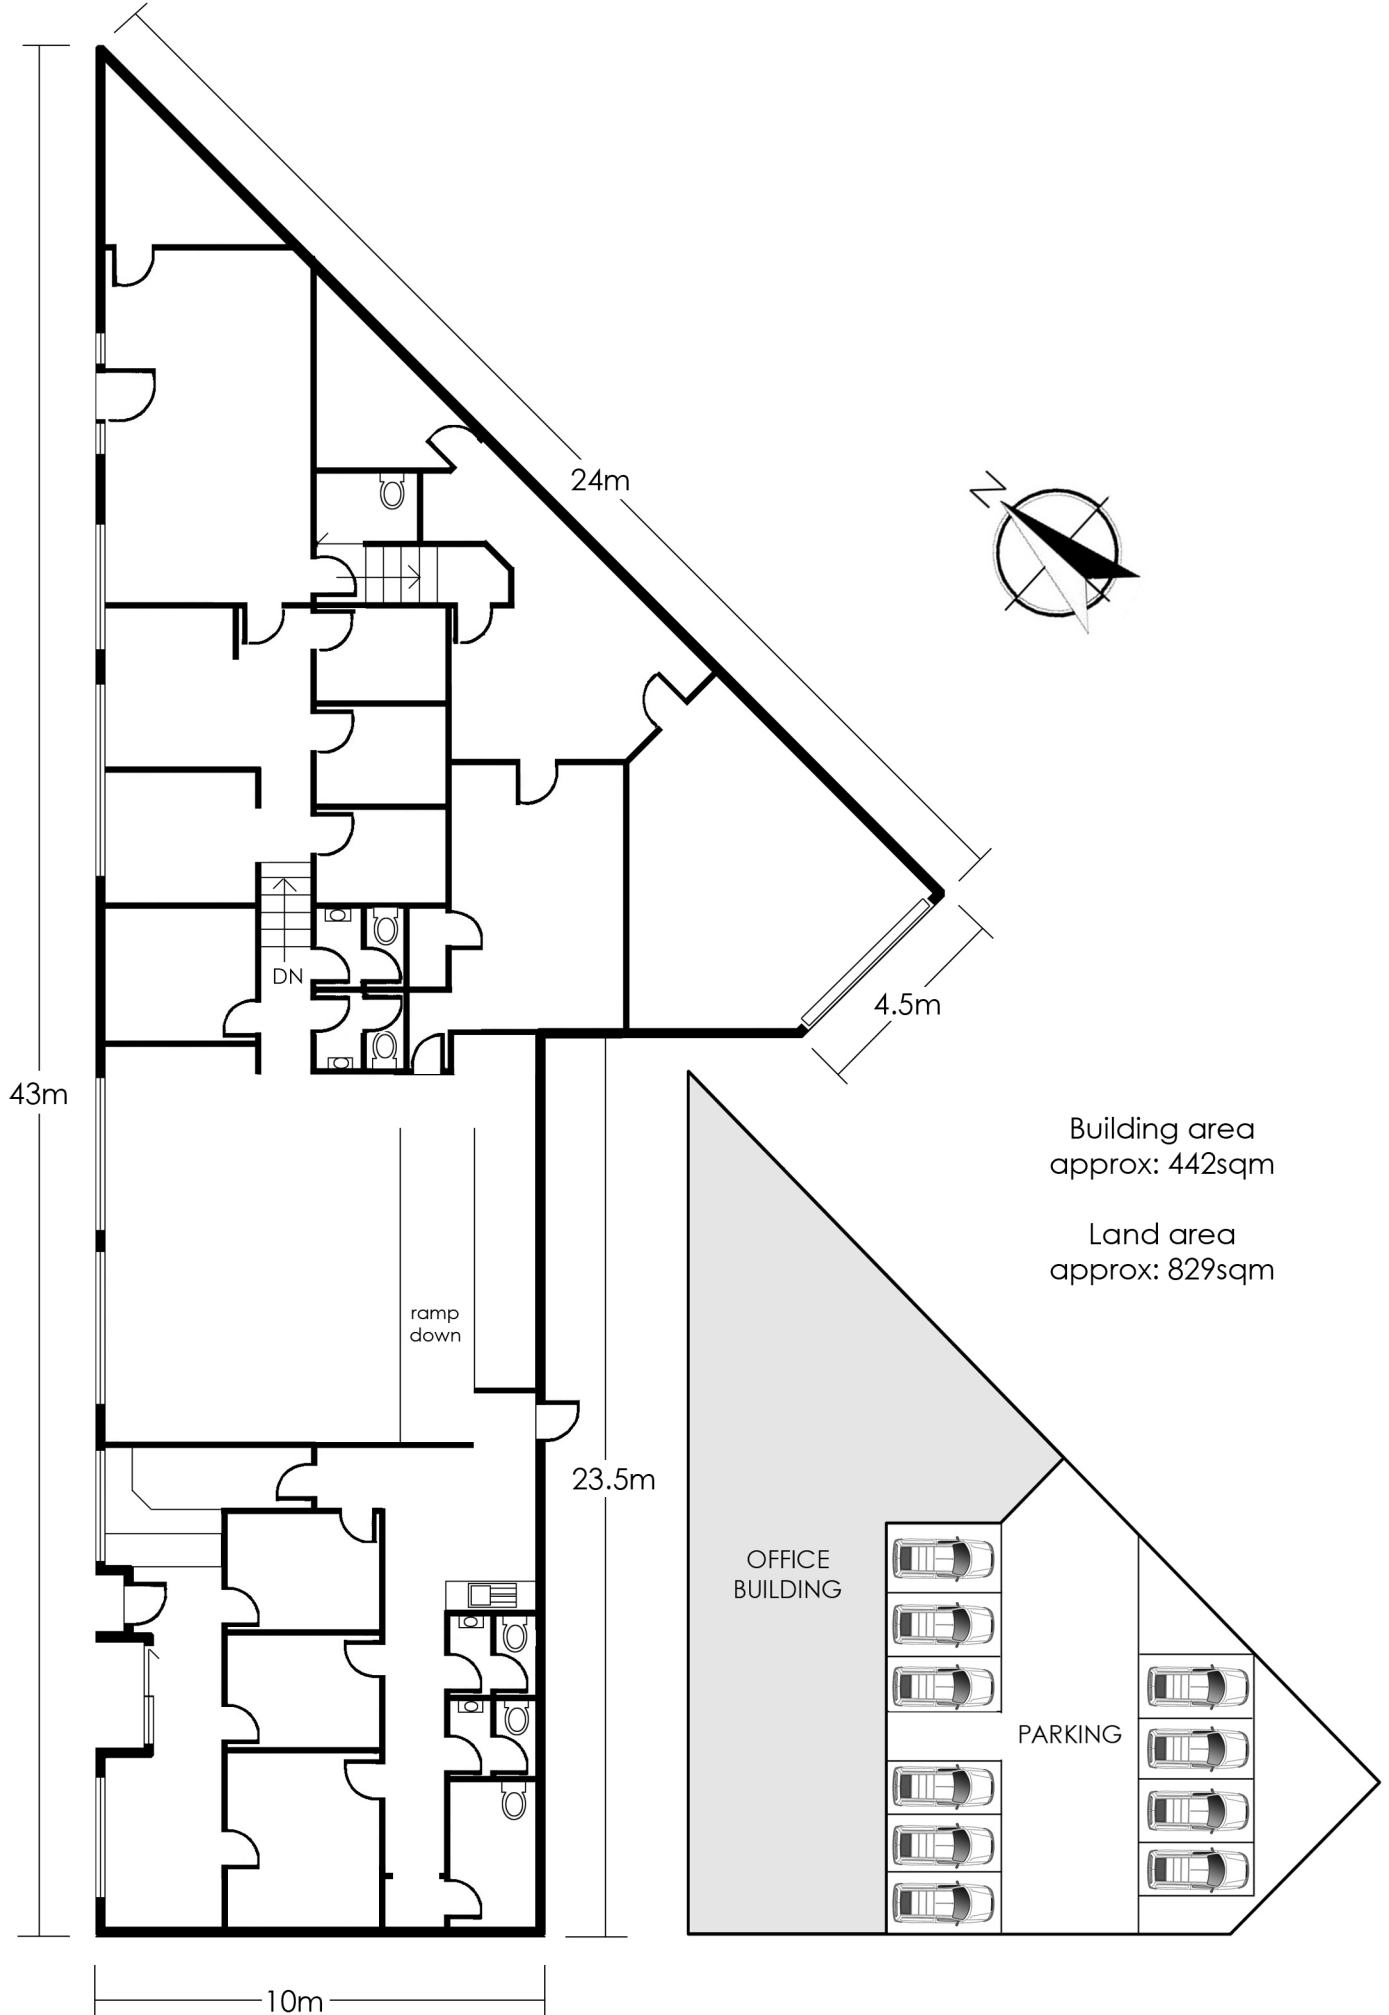 N
24m
4.5m
DN
43m
Building area
approx: 442sqm
Land area
approx: 829sqm
ramp
down
23.5m
OFFICE
BUILDING
PARKING
10m